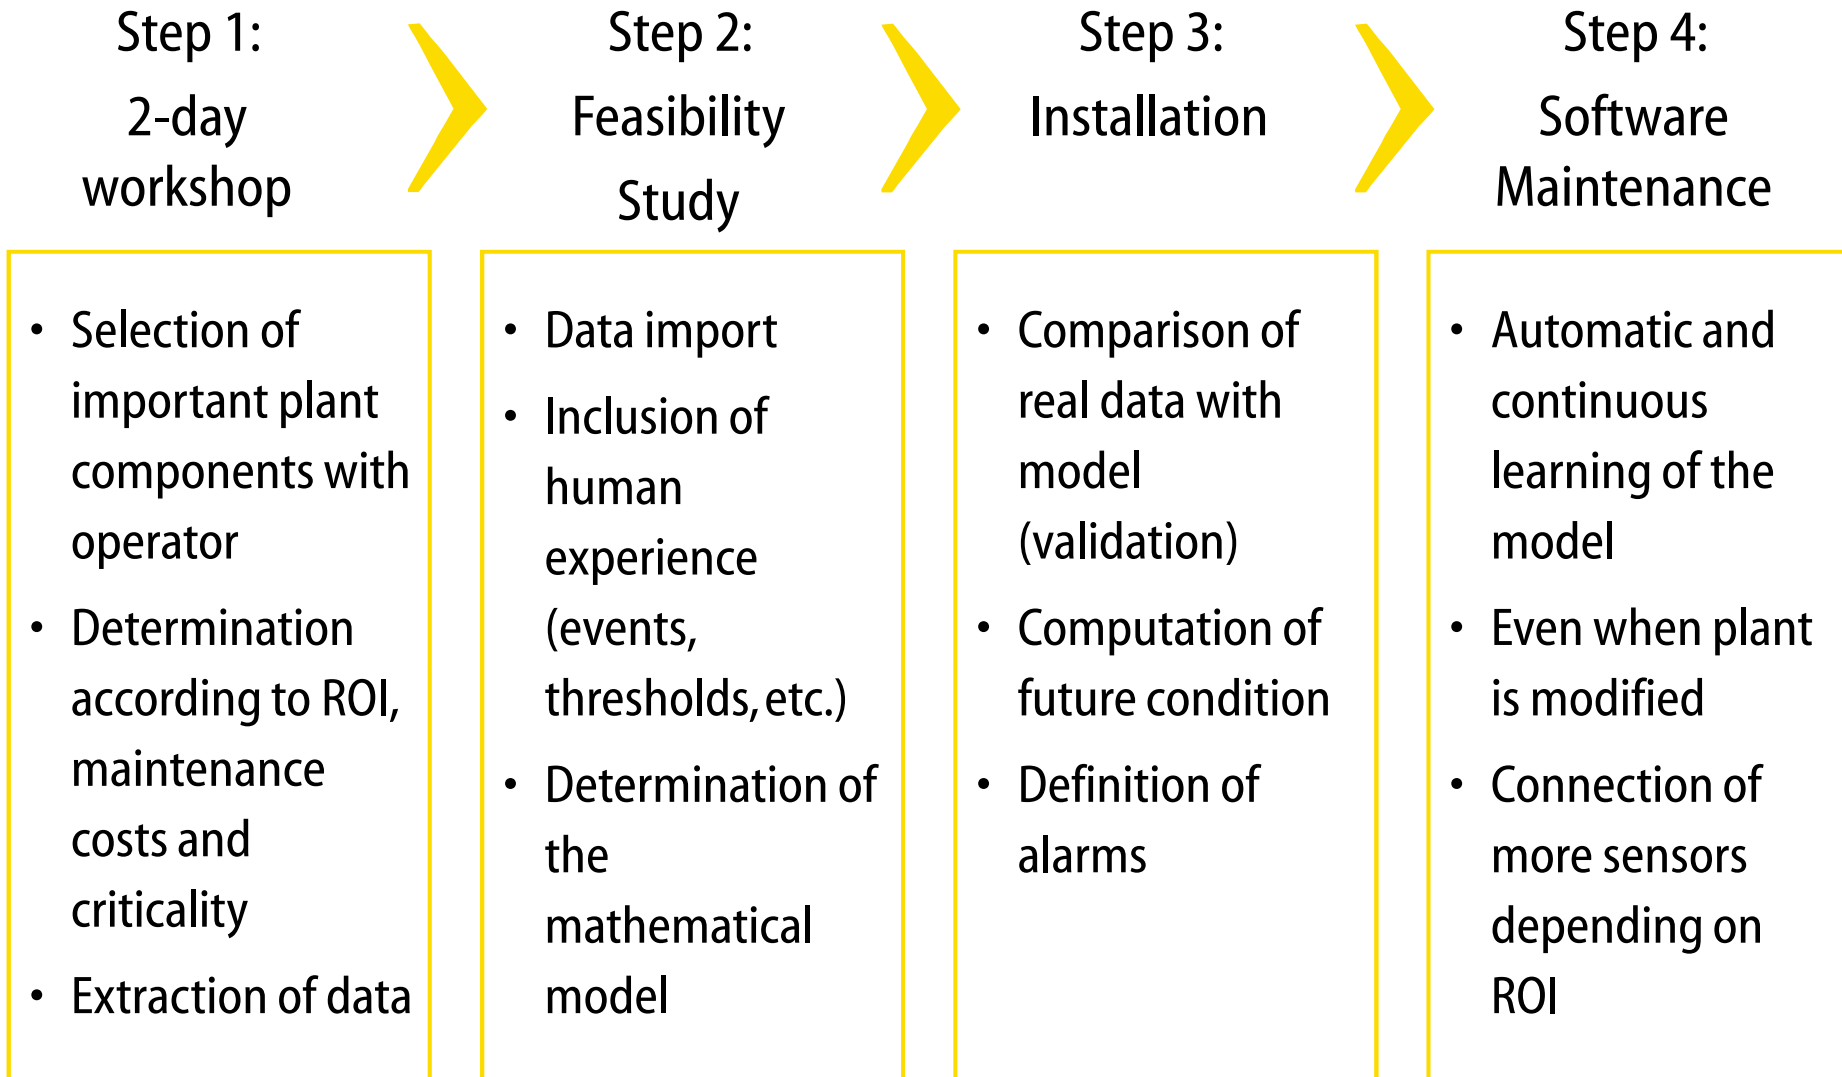 Step 1:
2-day
workshop
Step 2:
Feasibility
Study
Step 3:
Installation
Step 4:
Software
Maintenance
• Selection of
important plant
components with
operator
• Determination
according to ROI,
maintenance
costs and
criticality
• Extraction of data
• Data import
• Inclusion of
human
experience
(events,
thresholds, etc.)
• Determination of
the
mathematical
model
• Comparison of
real data with
model
(validation)
• Computation of
future condition
• Definition of
alarms
• Automatic and
continuous
learning of the
model
• Even when plant
is modified
• Connection of
more sensors
depending on
ROI